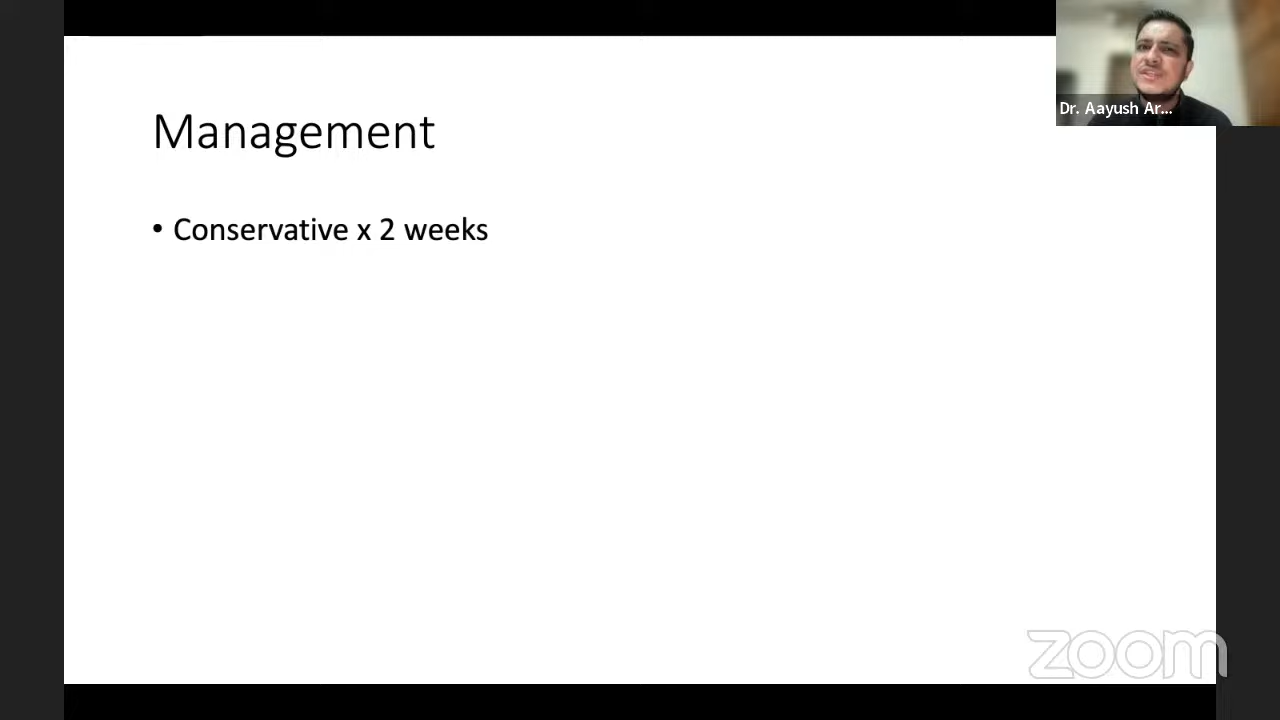 Dr. Aayush Ar...
Management
• Conservative x 2 weeks
zoom